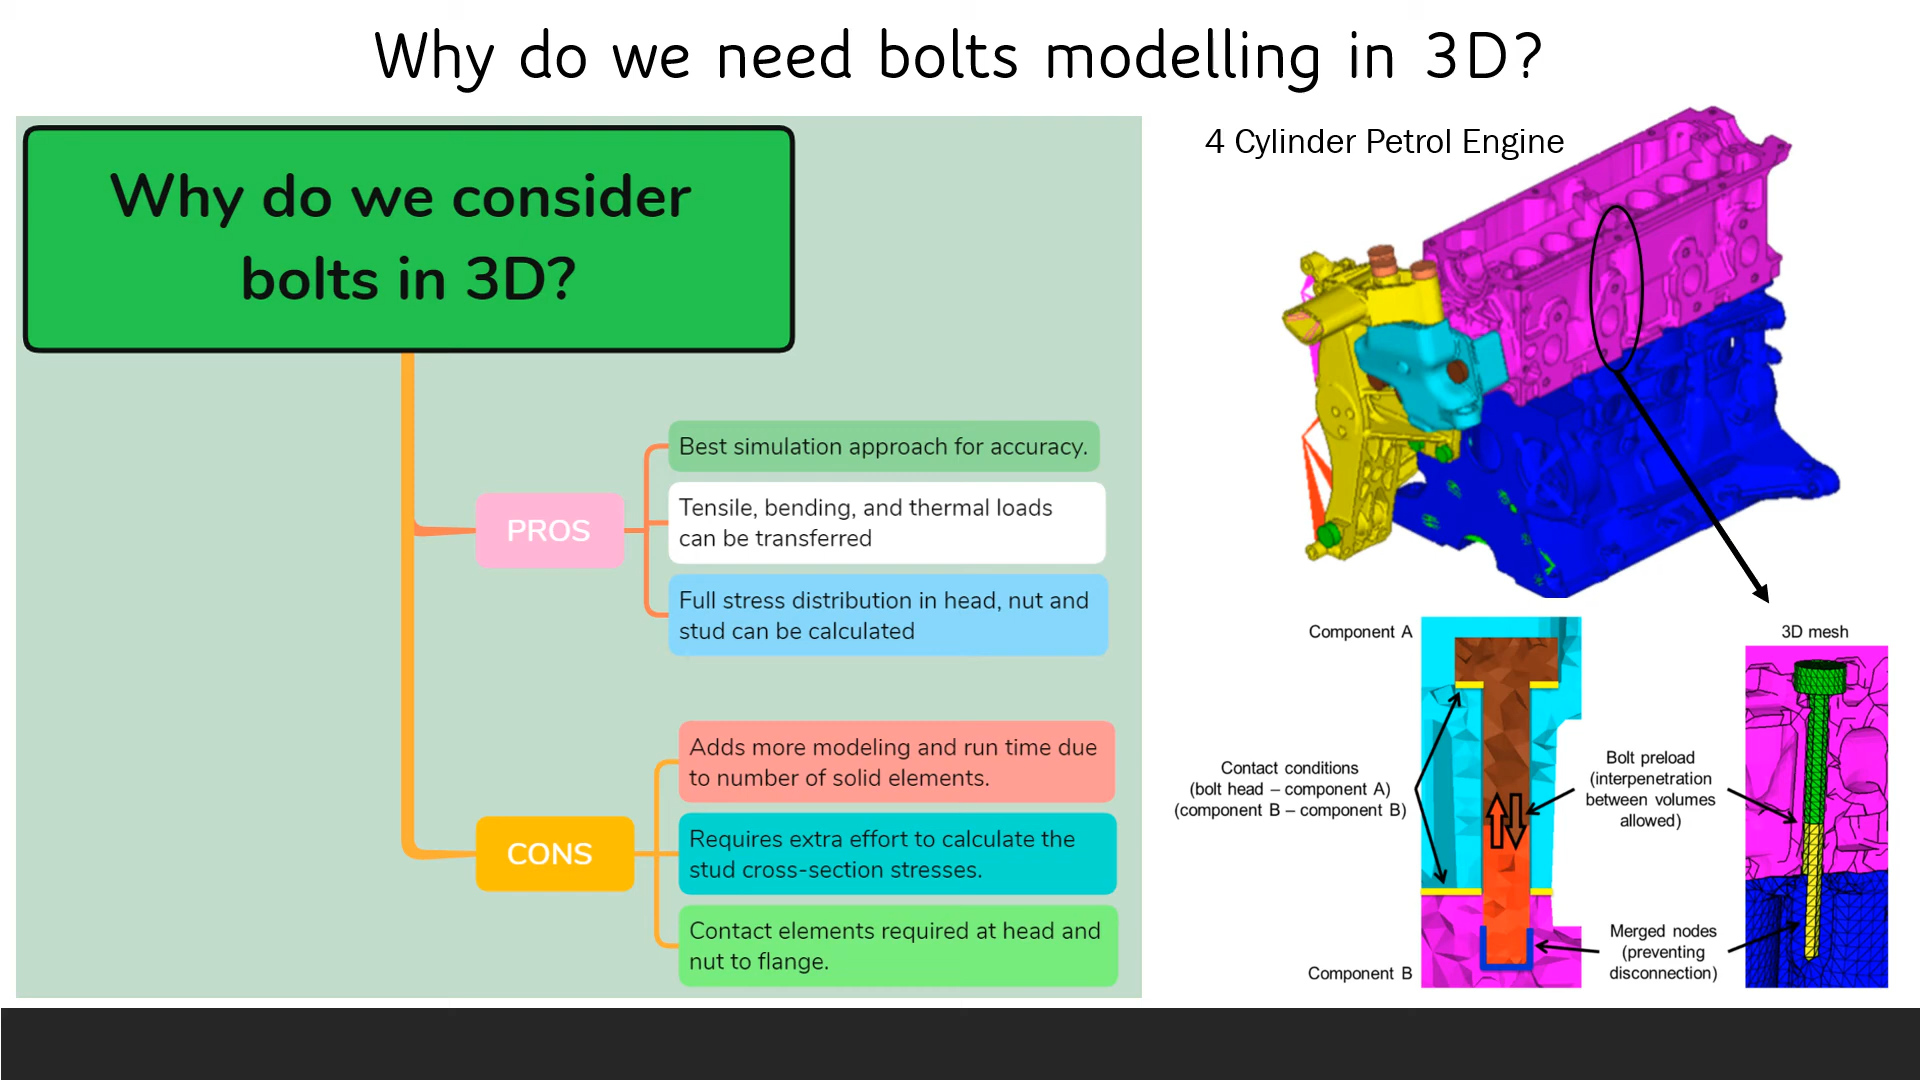 Why do we need bolts modelling in 3D?
Why do we consider
bolts in 3D?
PROS
Best simulation approach for accuracy.
Tensile, bending, and thermal loads
can be transferred
Full stress distribution in head, nut and
stud can be calculated
CONS
Adds more modeling and run time due
to number of solid elements.
Requires extra effort to calculate the
stud cross-section stresses.
Contact elements required at head and
nut to flange.
4 Cylinder Petrol Engine
Component A
3D mesh
Contact conditions
(bolt head – component A)
(component B – component B)
Bolt preload
(interpenetration
between volumes
allowed)
Merged nodes
(preventing
disconnection)
Component B